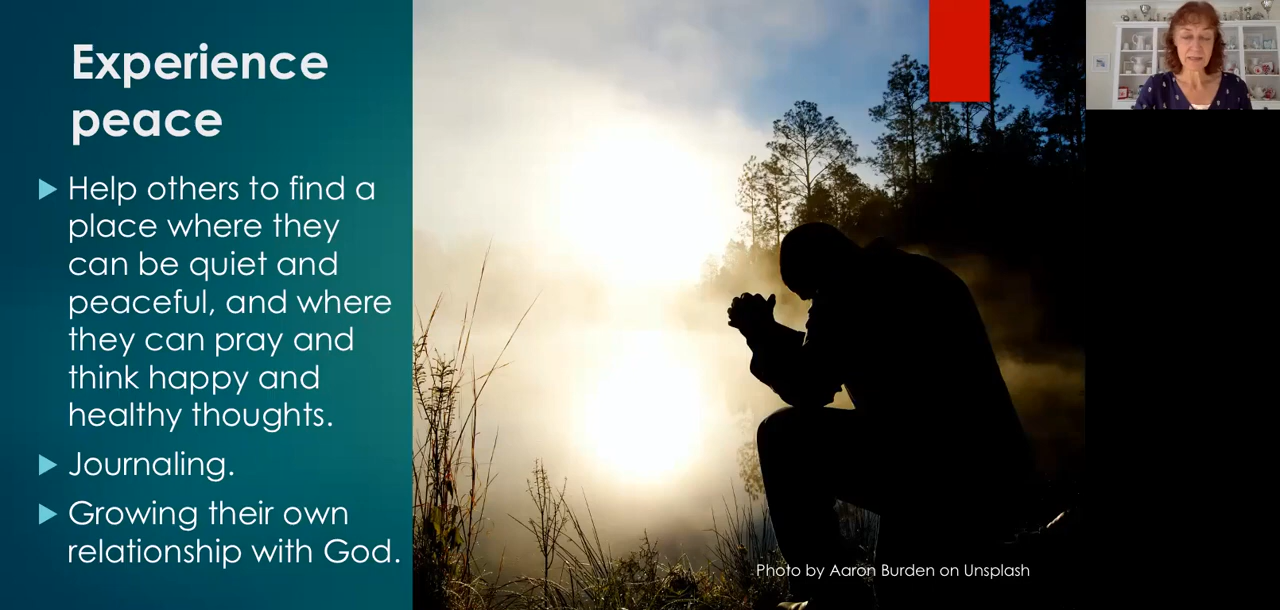 Experience
peace
Help others to find a
place where they
can be quiet and
peaceful, and where
they can pray and
think happy and
healthy thoughts.
Journaling.
Growing their own
relationship with God.
Photo by Aaron Burden on Unsplash